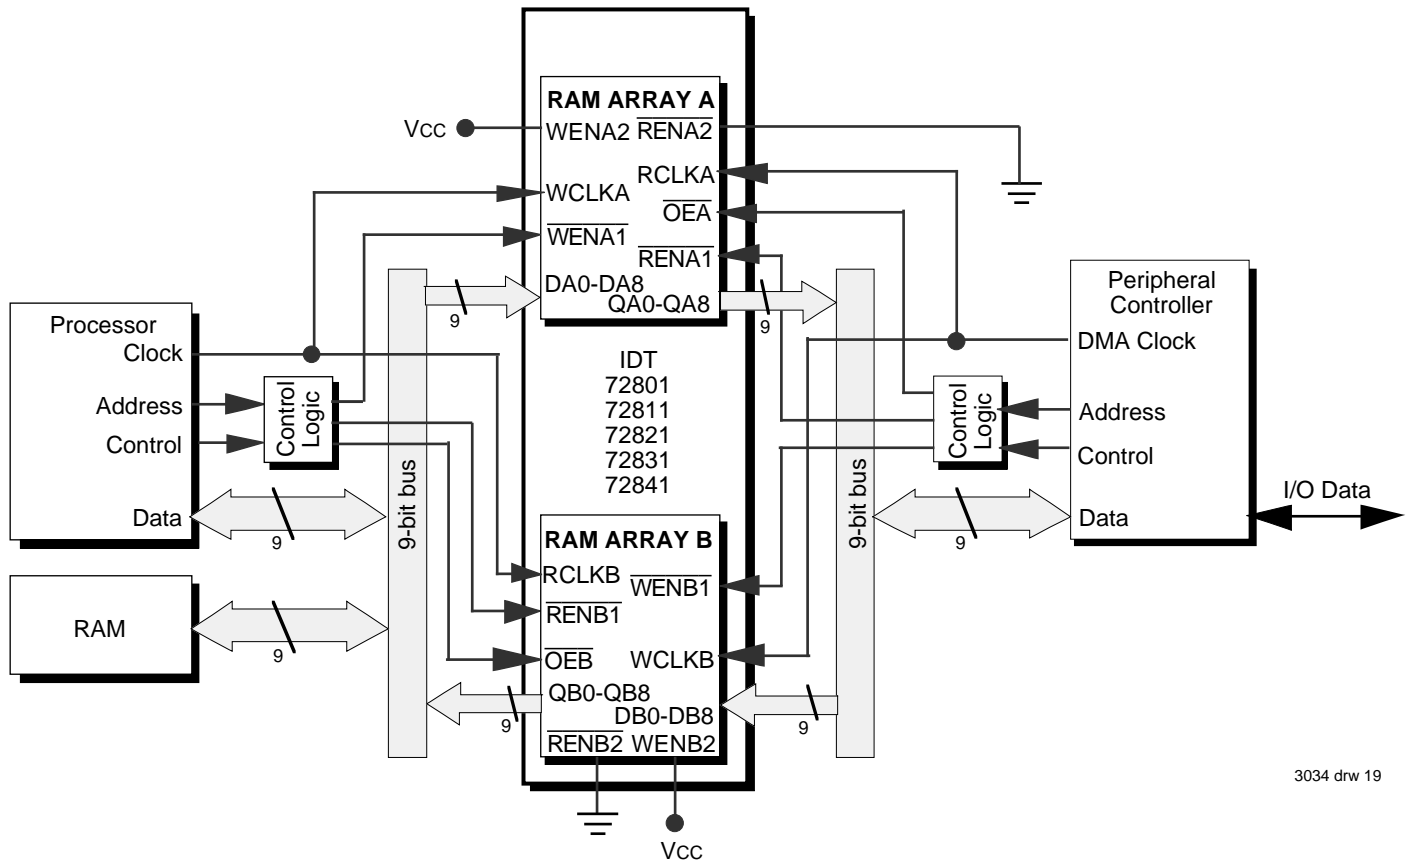 RAM ARRAY A
VCC
WENA2
RENA2
RCLKA
WCLKA
OEA
WENA1
RENA1
DA0-DA8
QA0-QA8
9
9
Processor
Clock
Address
Control
Data
Control
Logic
9
RAM
9
9-bit bus
IDT
72801
72811
72821
72831
72841
9-bit bus
Peripheral
Controller
DMA Clock
Address
Control
Data
Control
Logic
9
I/O Data
RAM ARRAY B
RCLKB
WENB1
RENB1
OEB
WCLKB
QB0-QB8
DB0-DB8
9
9
RENB2
WENB2
VCC
3034 drw 19